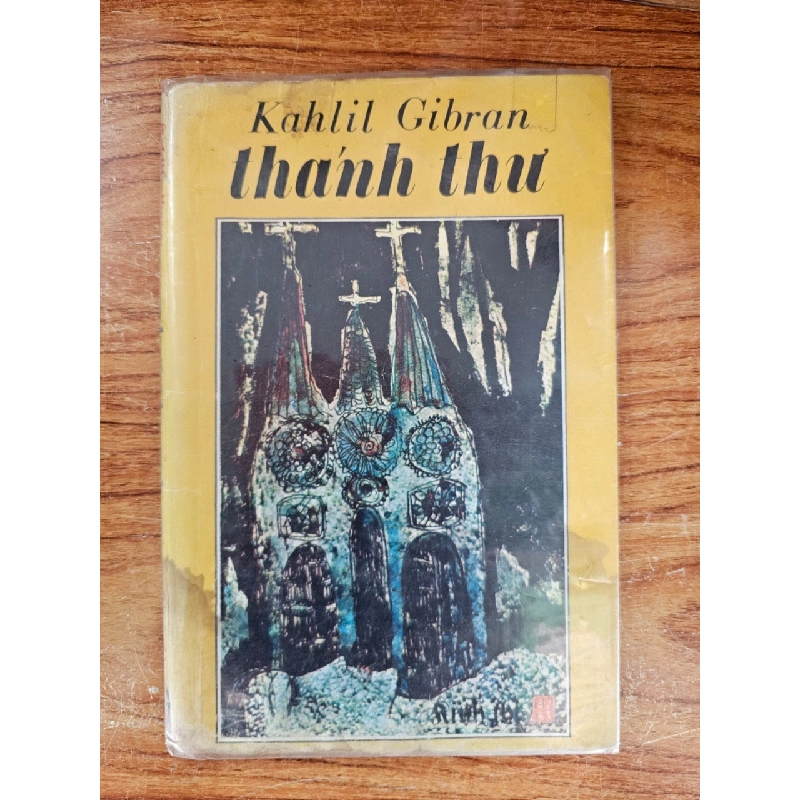 Kahlil Gibran
thánh thư